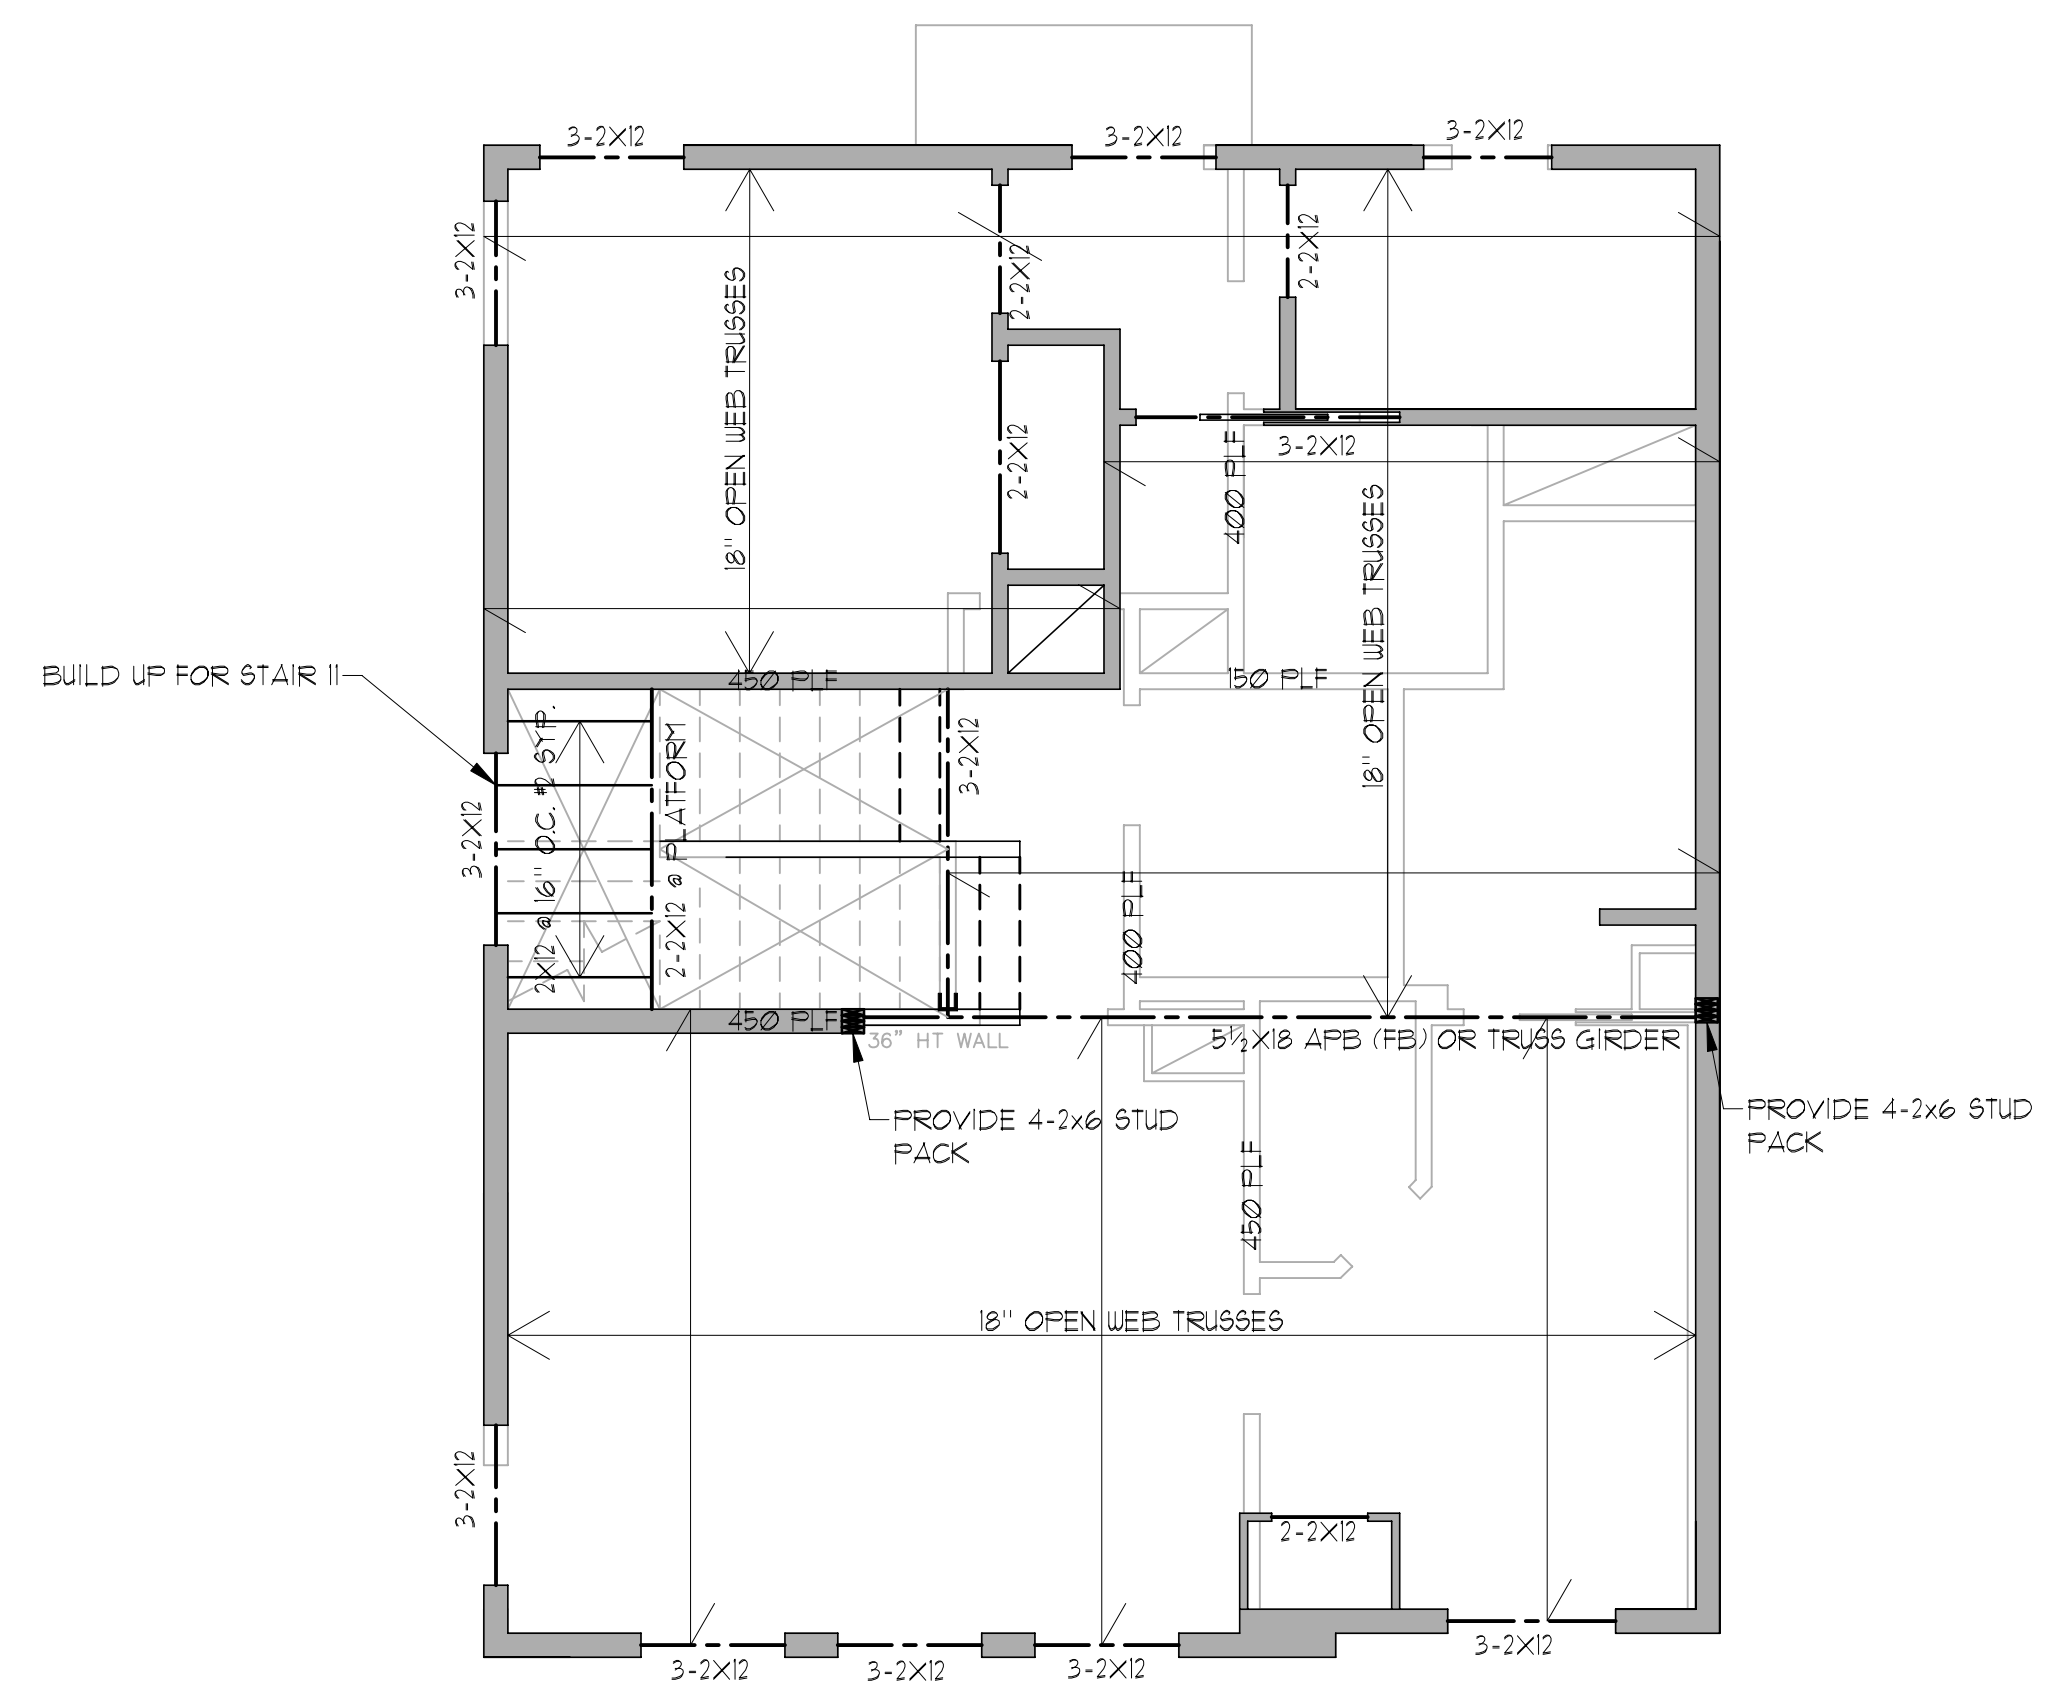 3-2X12
3-2X12
3-2X12
3-2X12
2-2X12
2-2X12
18" OPEN WEB TRUSSES
2-2X12
3-2X12
400 PLF
18" OPEN WEB TRUSSES
BUILD UP FOR STAIR 11
450 PLF
150 PLF
3-2X12
2X12 @ 16" O.C. #2 SYP.
2-2X12 @ PLATFORM
3-2X12
400 PLF
450 PLF
36" HT WALL
5½X18 APB (FB) OR TRUSS GIRDER
PROVIDE 4-2x6 STUD
PACK
PROVIDE 4-2x6 STUD
PACK
450 PLF
18" OPEN WEB TRUSSES
3-2X12
2-2X12
3-2X12
3-2X12
3-2X12
3-2X12